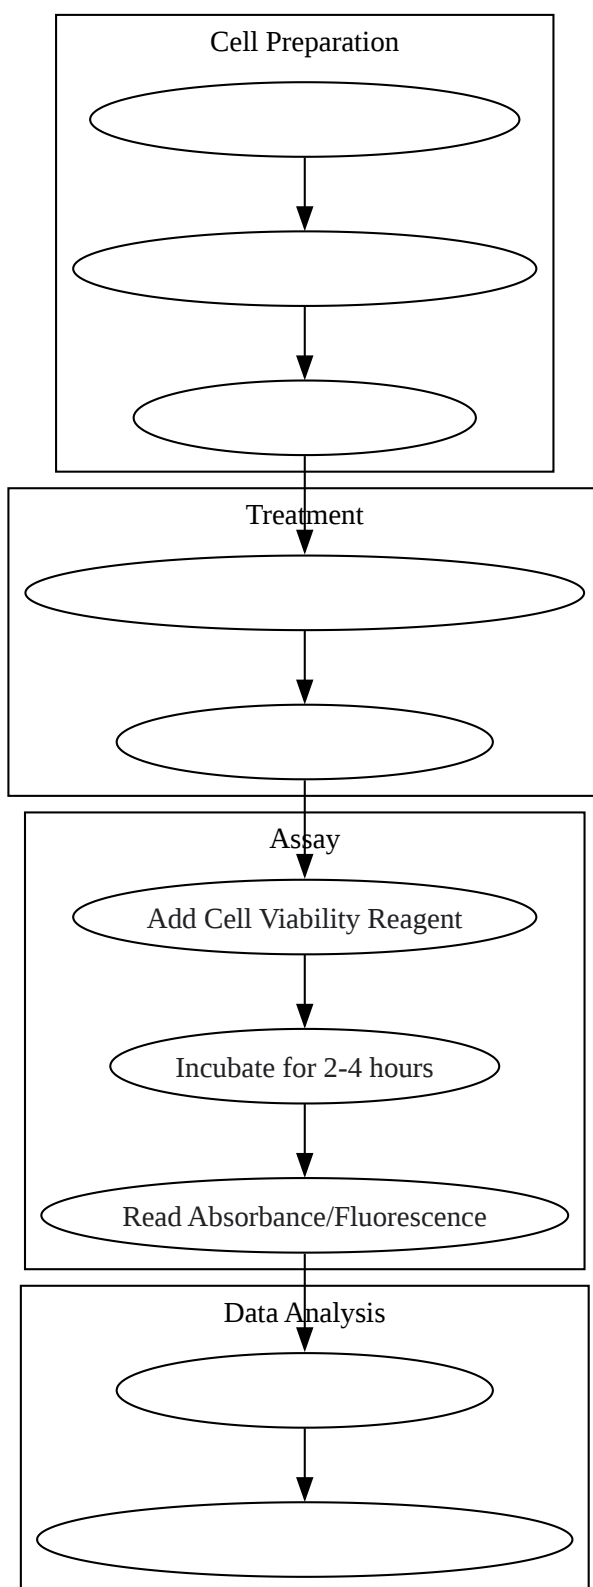 Cell Preparation
Treatment
Assay
Add Cell Viability Reagent
Incubate for 2-4 hours
Read Absorbance/Fluorescence
Data Analysis